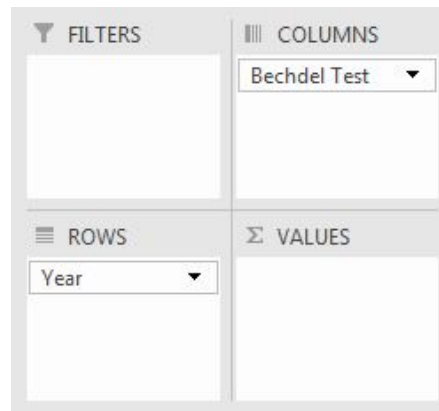 FILTERS
COLUMNS
Bechdel Test
ROWS
Σ VALUES
Year